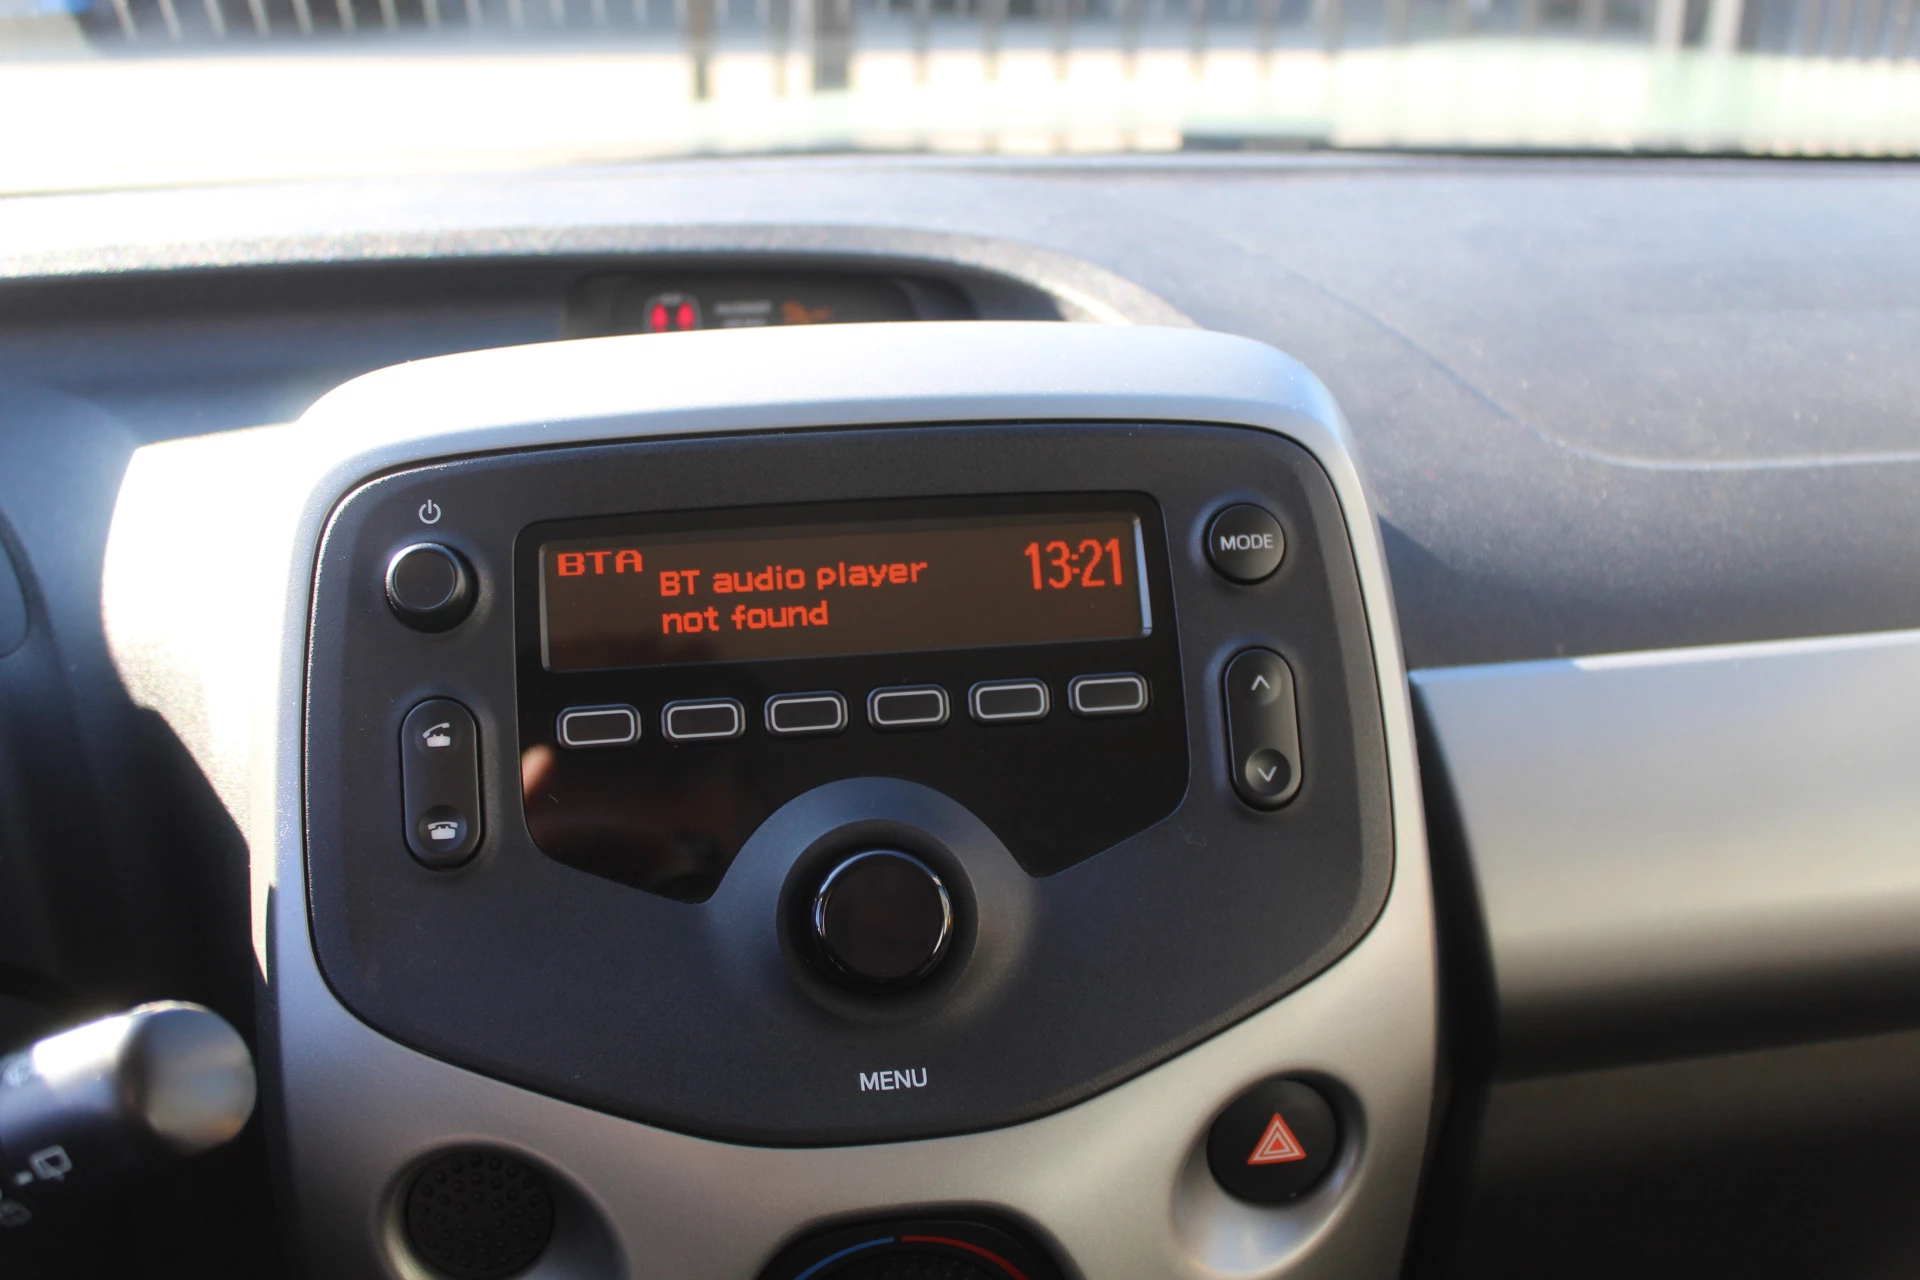 BTA
BT audio player
not found
13:21
MODE
MENU